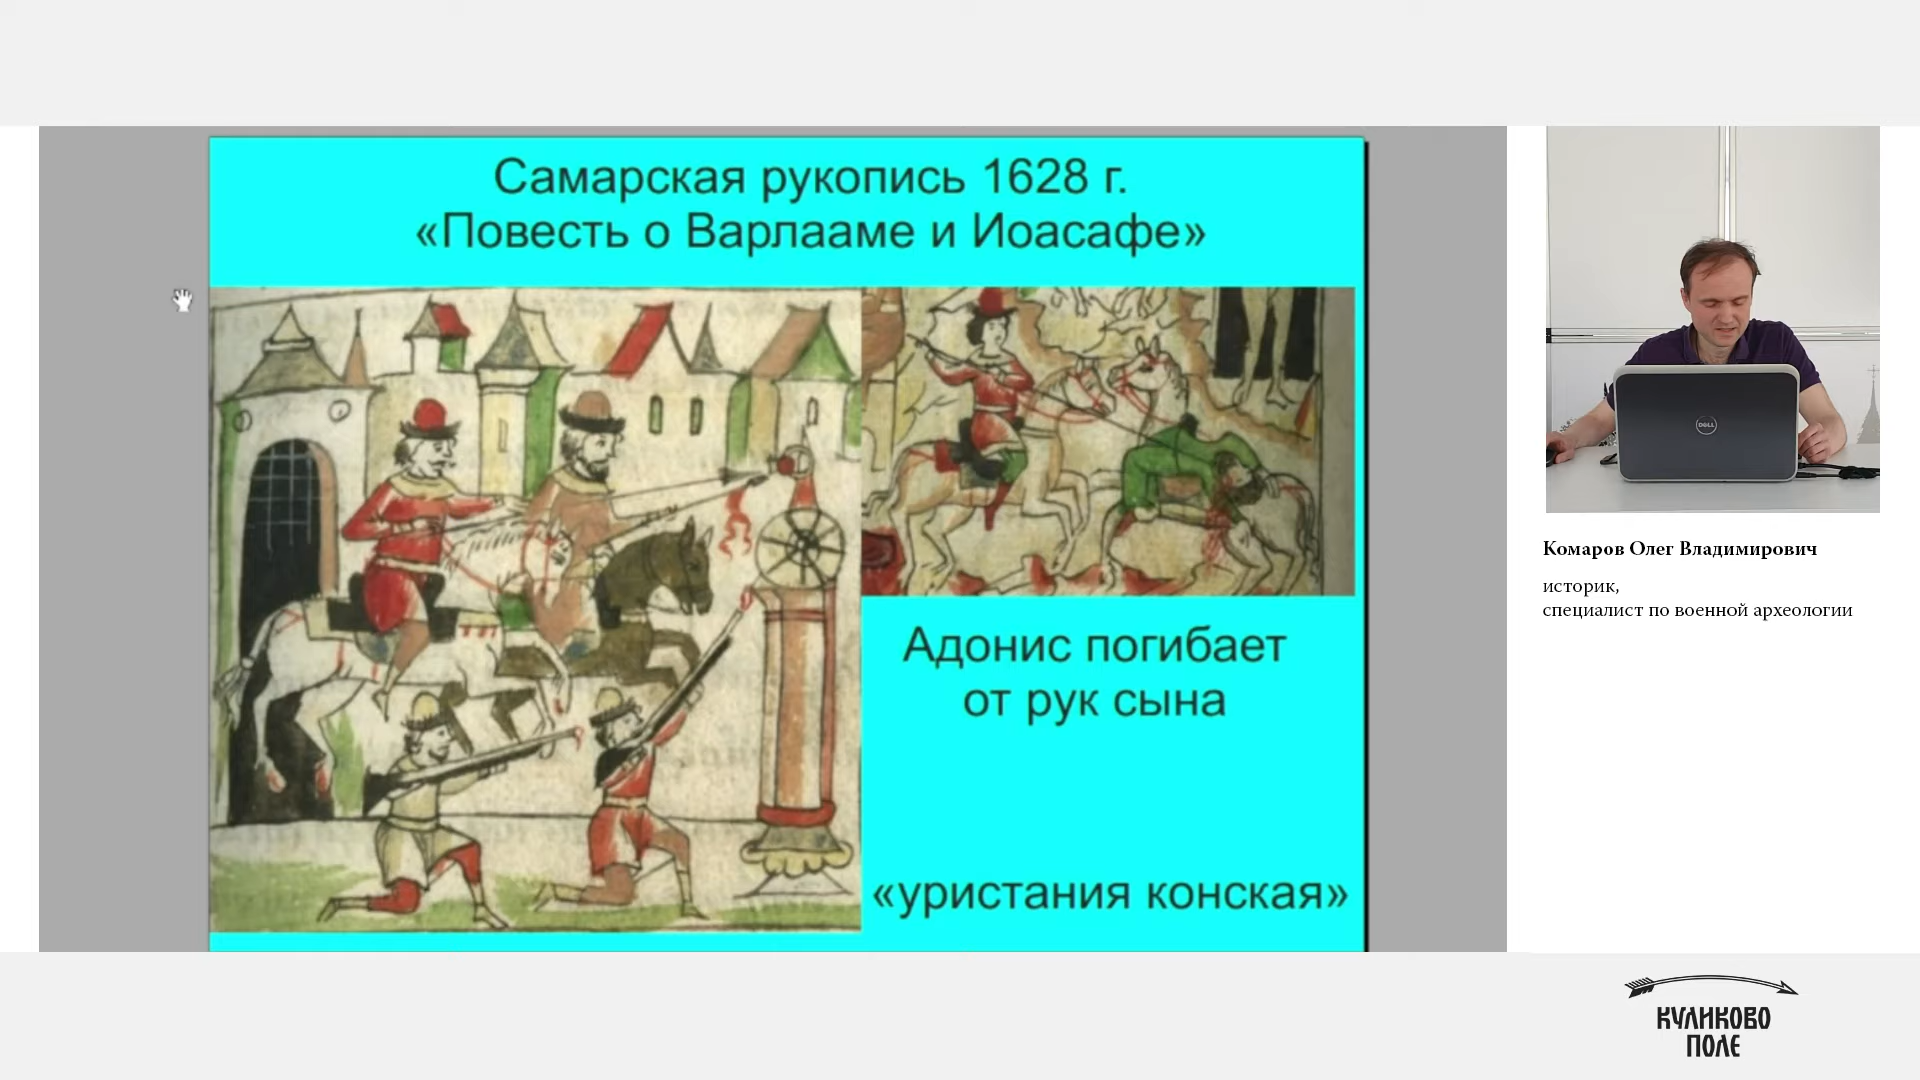 Самарская рукопись 1628 г.
«Повесть о Варлааме и Иоасафе»
Адонис погибает
от рук сына
«уристания конская»
DELL
Комаров Олег Владимирович
историк,
специалист по военной археологии
КУЛИКОВО
ПОЛЕ